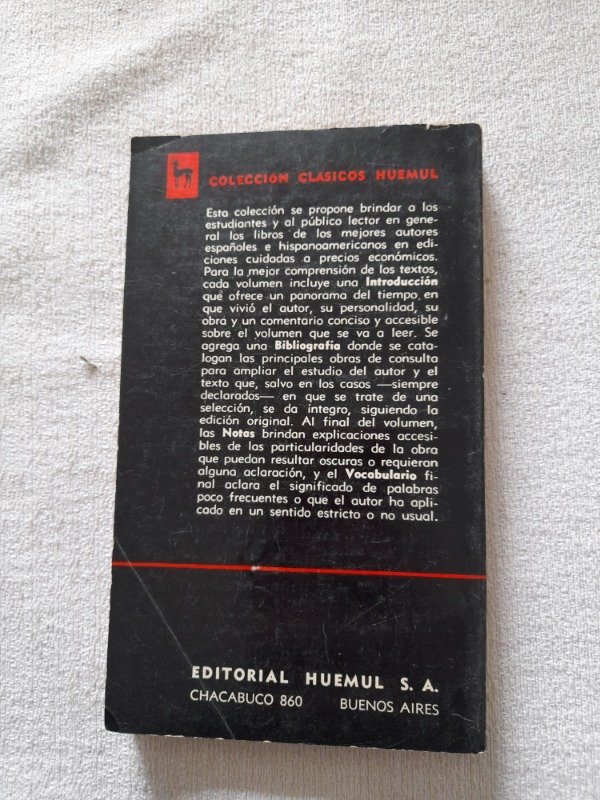 COLECCION CLASICOS HUEMUL
Esta colección se propone brindar a los
estudiantes y al público lector en gene-
ral los libros de los mejores autores
españoles e hispanoamericanos en edi-
ciones cuidadas a precios económicos.
Para la mejor comprensión de los textos,
cada volumen incluye una Introducción
que ofrece un panorama del tiempo en
que vivió el autor, su personalidad, su
obra y un comentario conciso y accesible
sobre el volumen que se va a leer. Se
agrega una Bibliografía donde se cata-
logan las principales obras de consulta
para ampliar el estudio del autor y el
texto que, salvo en los casos —siempre
declarados— en que se trate de una
selección, se da íntegro, siguiendo la
edición original. Al final del volumen,
las Notas brindan explicaciones accesi-
bles de las particularidades de la obra
que puedan resultar oscuras o requieran
alguna aclaración, y el Vocabulario fi-
nal aclara el significado de palabras
poco frecuentes o que el autor ha apli-
cado en un sentido estricto o no usual.
EDITORIAL HUEMUL S. A.
CHACABUCO 860 BUENOS AIRES